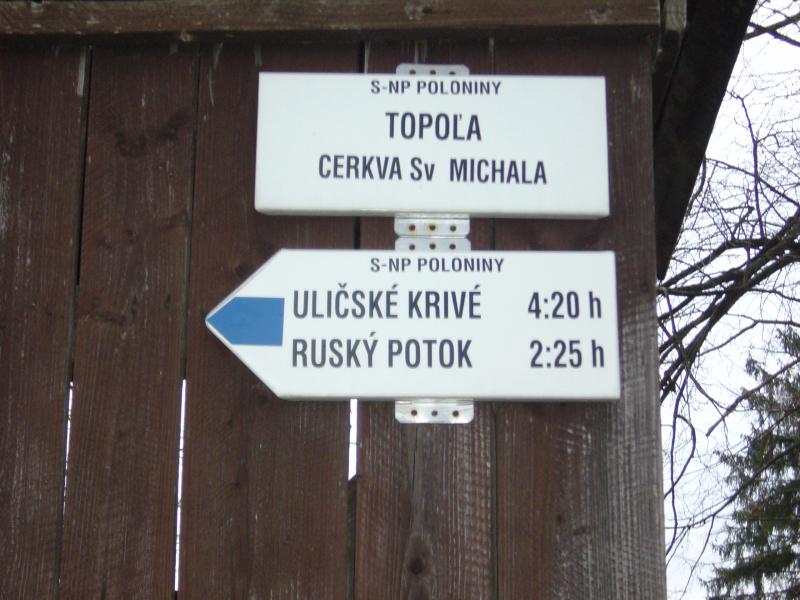 S-NP POLONINY
TOPOĽA
CERKVA Sv MICHALA
S-NP POLONINY
ULIČSKÉ KRIVÉ 4:20 h
RUSKÝ POTOK 2:25 h